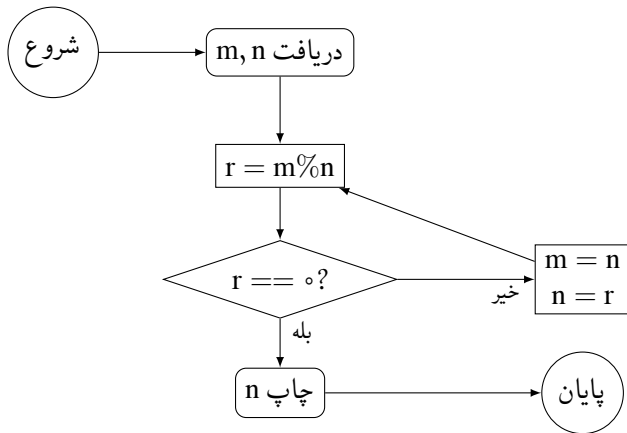 شروع
دریافت m, n
r = m%n
r == ۰?
خیر
m = n
n = r
بله
چاپ n
پایان